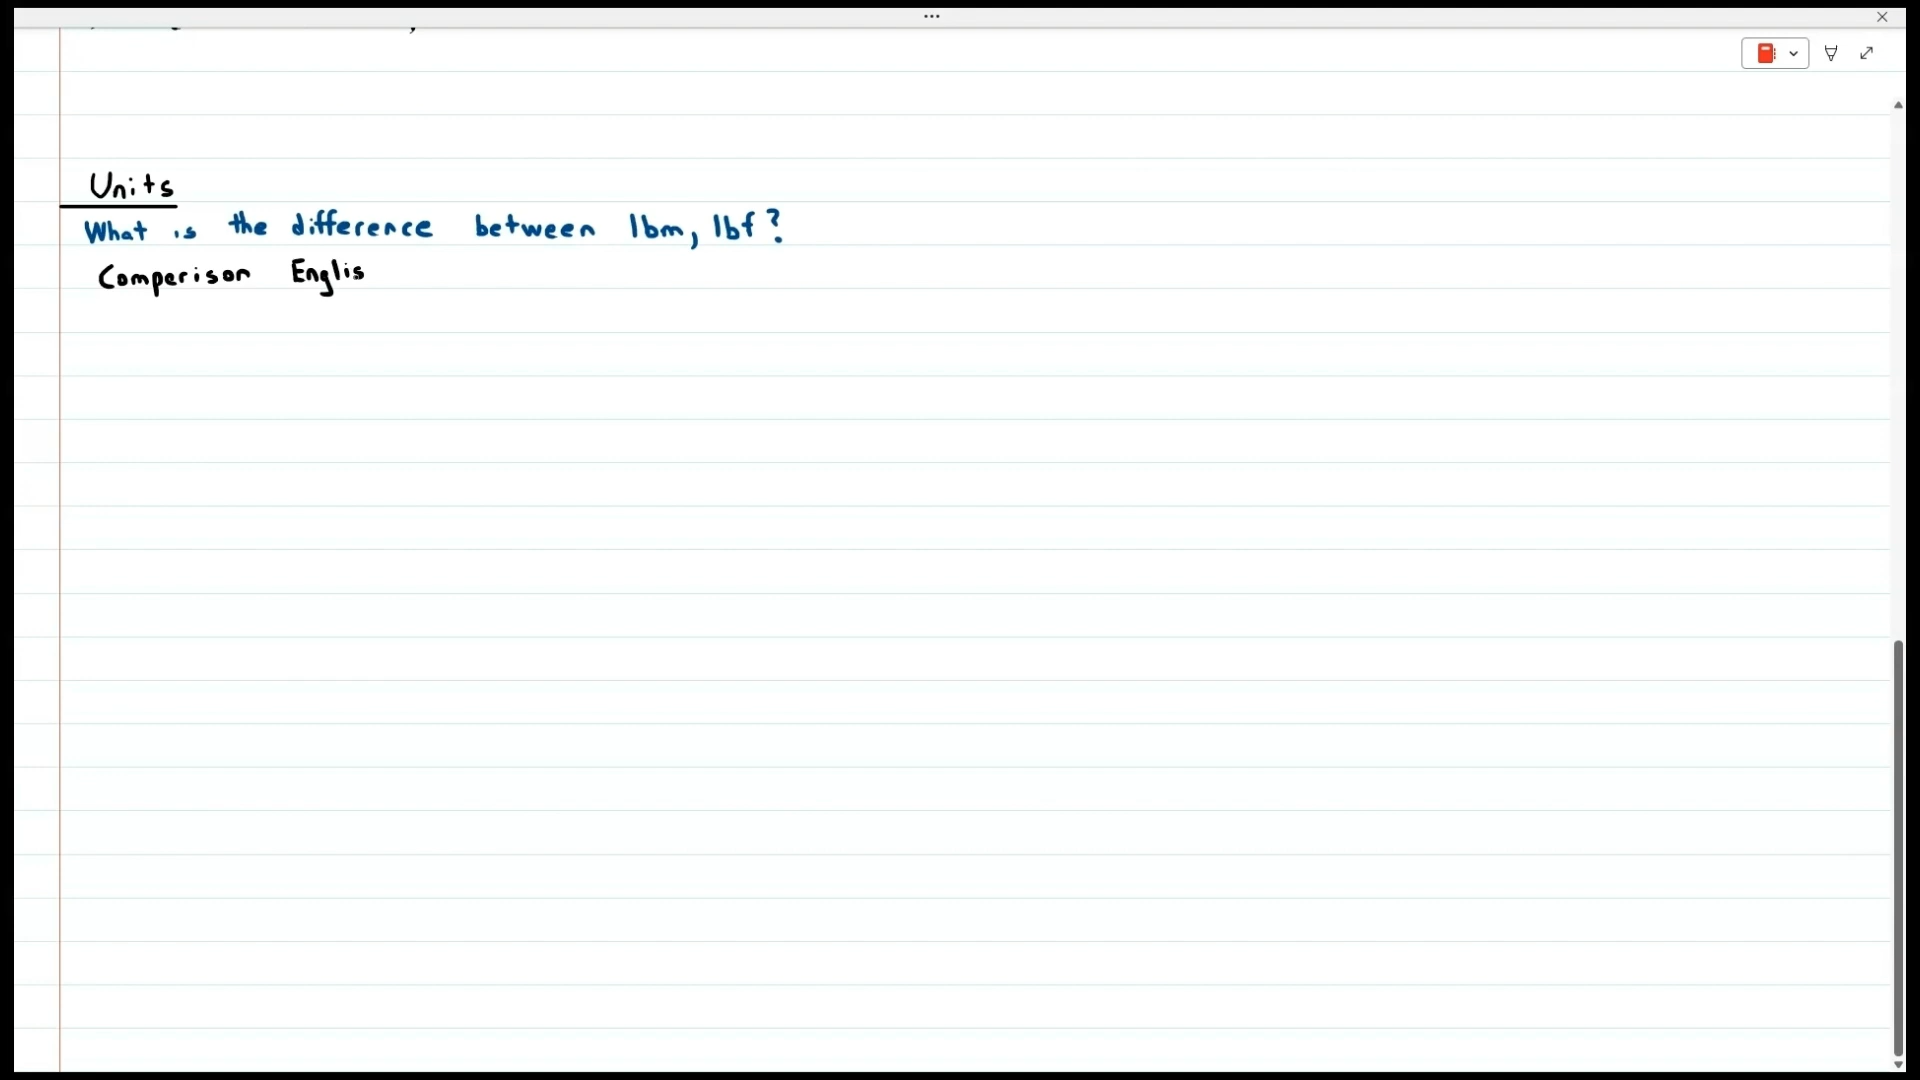 Units
What is the difference between lbm, lbf?
Comperison Englis